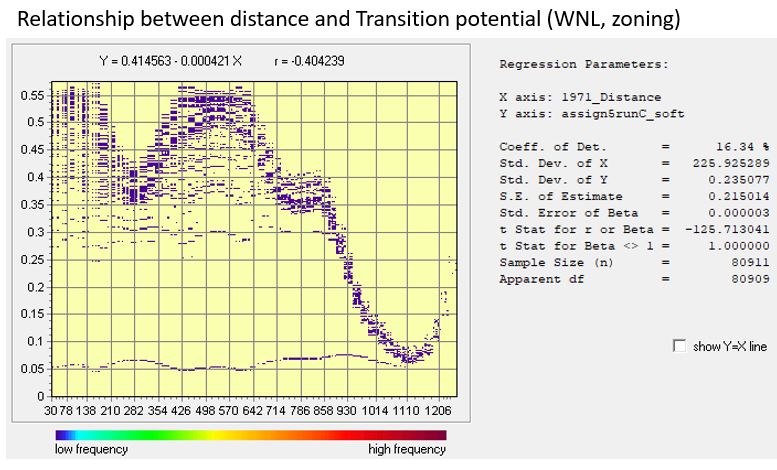 Relationship between distance and Transition potential (WNL, zoning)
Y = 0.414563 - 0.000421 X r = -0.404239
0.55
0.5
0.45
0.4
0.35
0.3
0.25
0.2
0.15
0.1
0.05
0
30 78 138 210 282 354 426 498 570 642 714 786 858 930 1014 1110 1206
low frequency high frequency
Regression Parameters:
X axis: 1971_Distance
Y axis: assign5runC_soft
Coeff. of Det. = 16.34 %
Std. Dev. of X = 225.925289
Std. Dev. of Y = 0.235077
S.E. of Estimate = 0.215014
Std. Error of Beta = 0.000003
t Stat for r or Beta = -125.713041
t Stat for Beta <> 1 = 1.000000
Sample Size (n) = 80911
Apparent df = 80909
show Y=X line